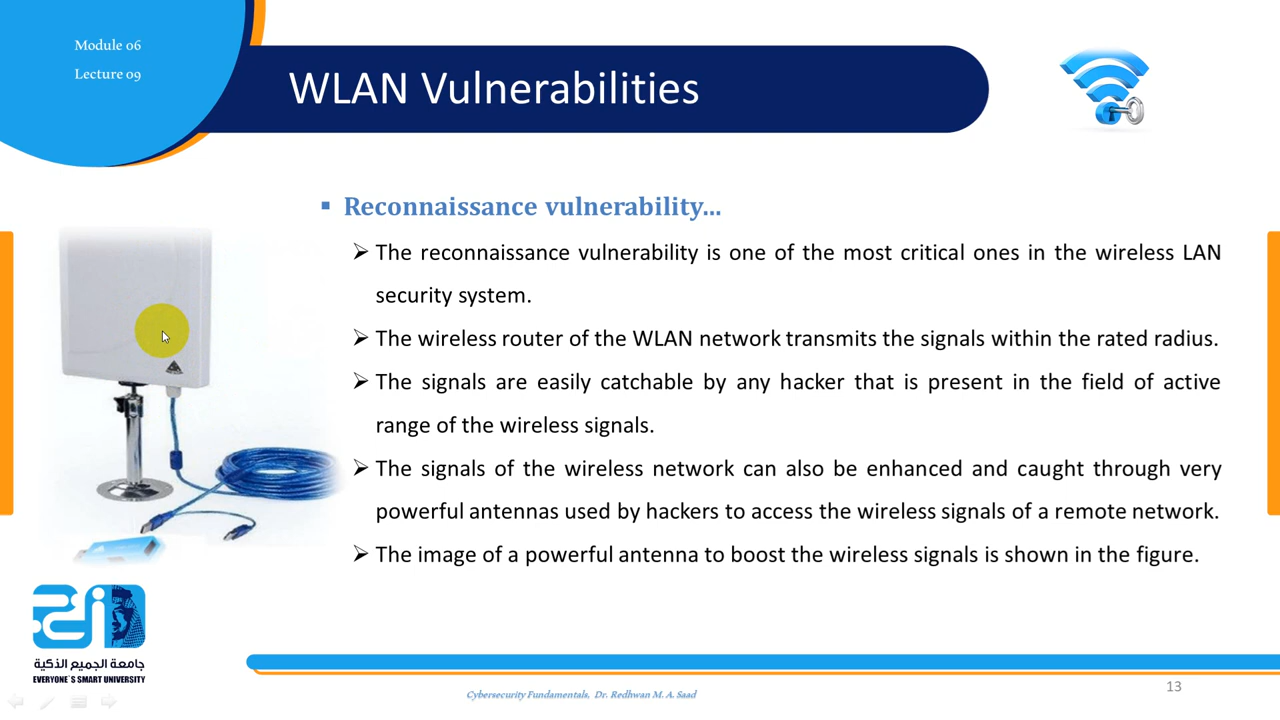 Module 06
Lecture 09
WLAN Vulnerabilities
▪ Reconnaissance vulnerability...
➢ The reconnaissance vulnerability is one of the most critical ones in the wireless LAN
security system.
➢ The wireless router of the WLAN network transmits the signals within the rated radius.
➢ The signals are easily catchable by any hacker that is present in the field of active
range of the wireless signals.
➢ The signals of the wireless network can also be enhanced and caught through very
powerful antennas used by hackers to access the wireless signals of a remote network.
➢ The image of a powerful antenna to boost the wireless signals is shown in the figure.
جامعة الجميع الذكية
EVERYONE`S SMART UNIVERSITY
Cybersecurity Fundamentals, Dr. Redhwan M. A. Saad
13